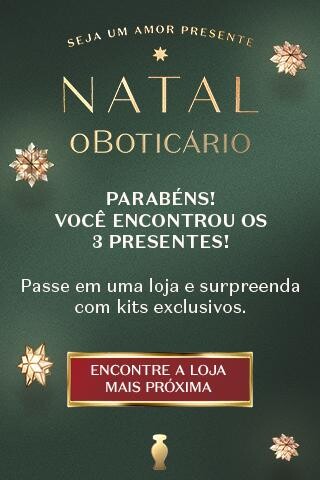 SEJA UM AMOR PRESENTE
NATAL
OBOTICÁRIO
PARABÉNS!
VOCÊ ENCONTROU OS
3 PRESENTES!
Passe em uma loja e surpreenda
com kits exclusivos.
ENCONTRE A LOJA
MAIS PRÓXIMA